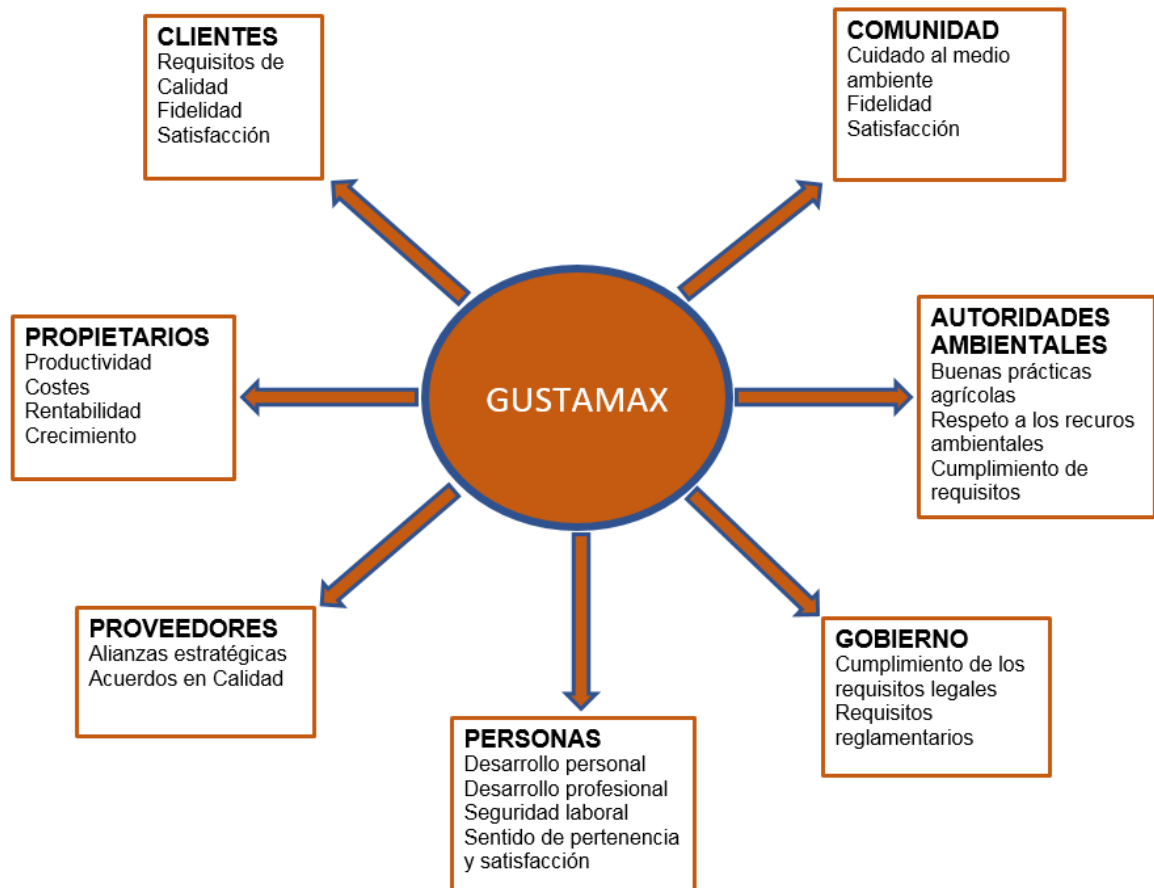 CLIENTES
Requisitos de
Calidad
Fidelidad
Satisfacción
COMUNIDAD
Cuidado al medio
ambiente
Fidelidad
Satisfacción
PROPIETARIOS
Productividad
Costes
Rentabilidad
Crecimiento
GUSTAMAX
AUTORIDADES
AMBIENTALES
Buenas prácticas
agrícolas
Respeto a los recuros
ambientales
Cumplimiento de
requisitos
PROVEEDORES
Alianzas estratégicas
Acuerdos en Calidad
PERSONAS
Desarrollo personal
Desarrollo profesional
Seguridad laboral
Sentido de pertenencia
y satisfacción
GOBIERNO
Cumplimiento de los
requisitos legales
Requisitos
reglamentarios